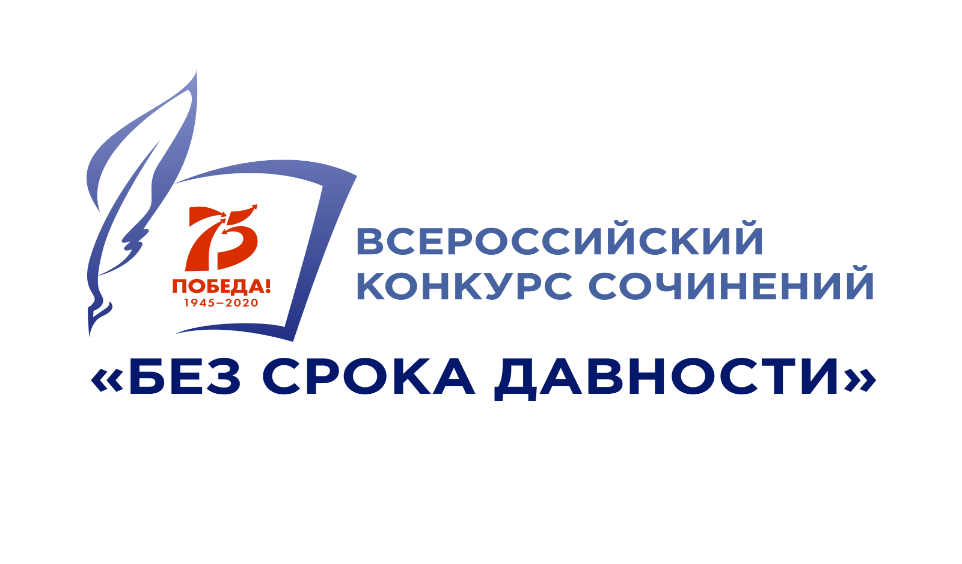 75
ПОБЕДА!
1945–2020
ВСЕРОССИЙСКИЙ
КОНКУРС СОЧИНЕНИЙ
«БЕЗ СРОКА ДАВНОСТИ»